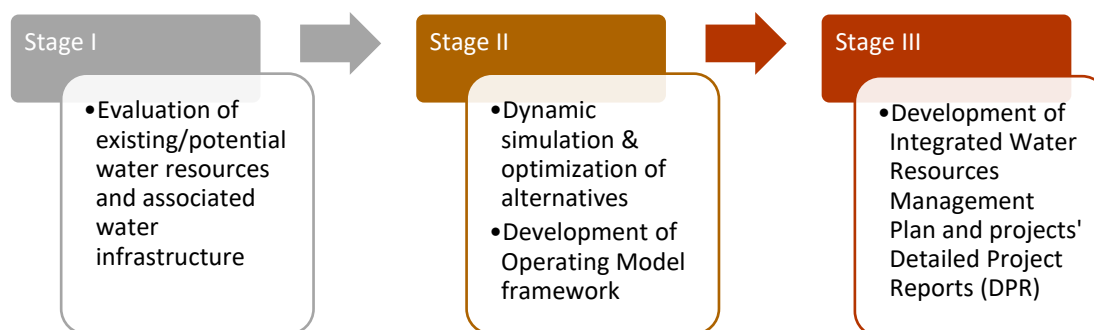 Stage I
•Evaluation of
existing/potential
water resources
and associated
water
infrastructure
Stage II
•Dynamic
simulation &
optimization of
alternatives
•Development of
Operating Model
framework
Stage III
•Development of
Integrated Water
Resources
Management
Plan and projects'
Detailed Project
Reports (DPR)